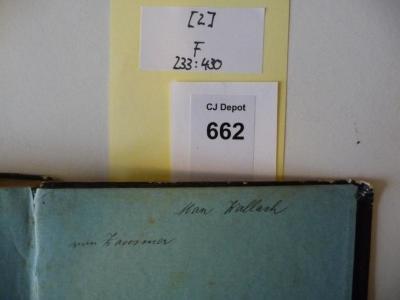 [2]
F
233:430
CJ Depot
662
Max Wallach